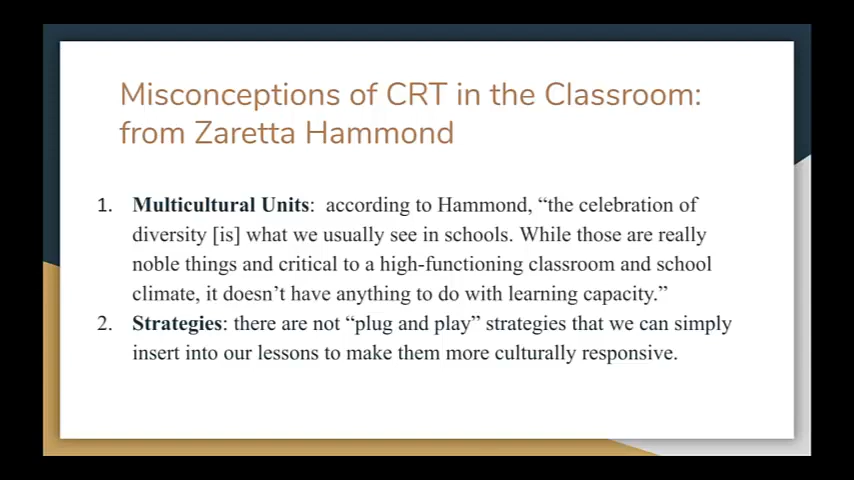 Misconceptions of CRT in the Classroom:
from Zaretta Hammond
1. Multicultural Units: according to Hammond, “the celebration of
diversity [is] what we usually see in schools. While those are really
noble things and critical to a high-functioning classroom and school
climate, it doesn’t have anything to do with learning capacity.”
2. Strategies: there are not “plug and play” strategies that we can simply
insert into our lessons to make them more culturally responsive.